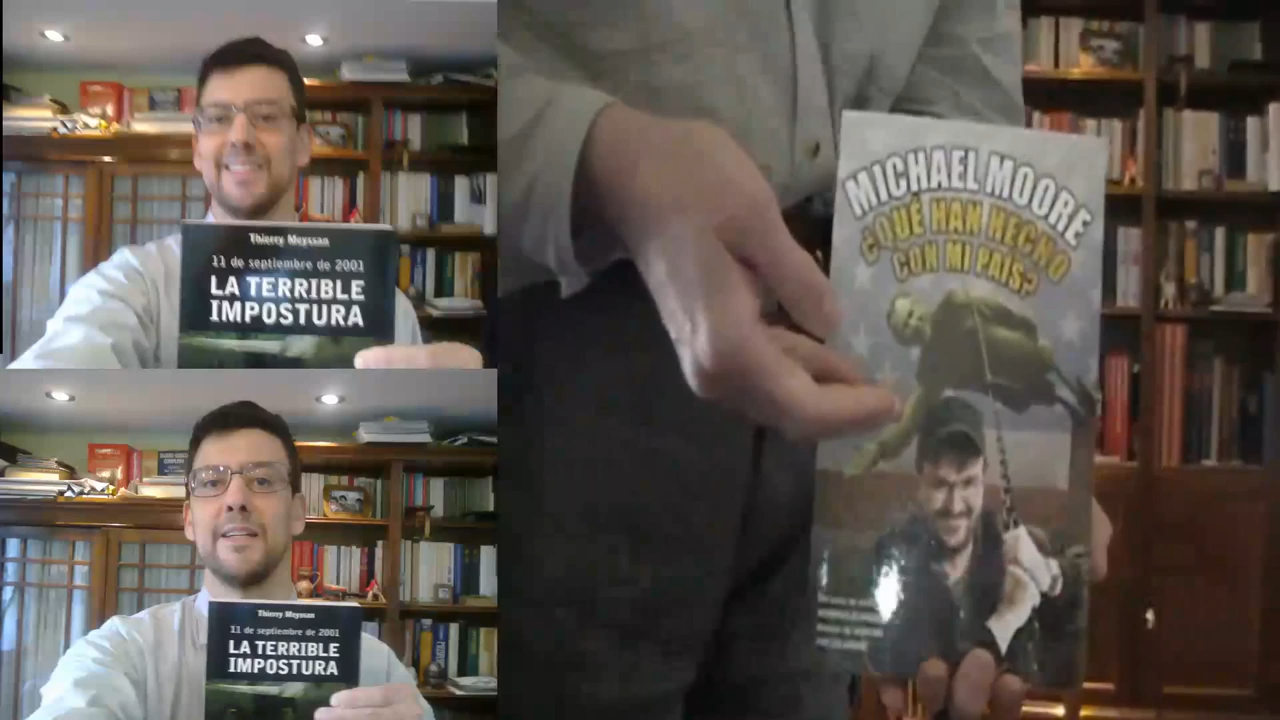 Thierry Meyssan
11 de septiembre de 2001
LA TERRIBLE
IMPOSTURA
Thierry Meyssan
11 de septiembre de 2001
LA TERRIBLE
IMPOSTURA
MICHAEL MOORE
¿QUÉ HAN HECHO
CON MI PAÍS?